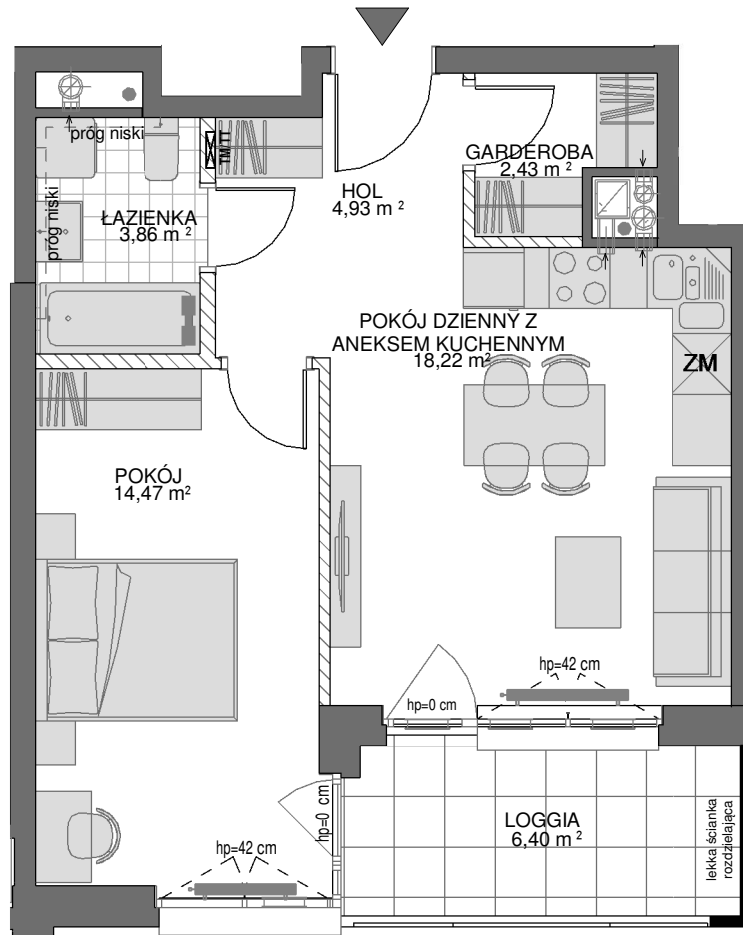 próg niski
TM/TT
GARDEROBA
2,43 m ²
HOL
4,93 m ²
próg niski
ŁAZIENKA
3,86 m ²
POKÓJ DZIENNY Z
ANEKSEM KUCHENNYM
18,22 m²
ZM
POKÓJ
14,47 m²
hp=42 cm
hp=0 cm
hp=0 cm
LOGGIA
6,40 m ²
lekka ścianka
rozdzielająca
hp=42 cm